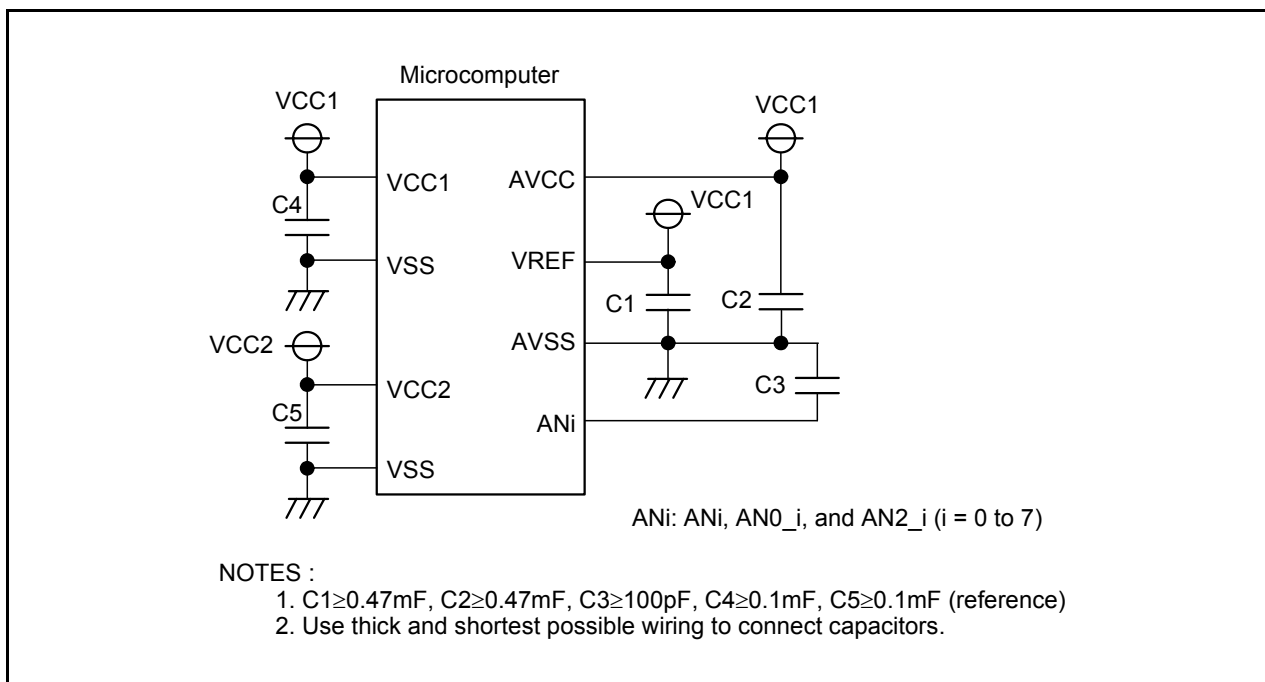 Microcomputer
VCC1
VCC1
VCC1
VCC1
AVCC
C4
VREF
VSS
C1
C2
AVSS
VCC2
C3
VCC2
C5
ANi
VSS
ANi: ANi, AN0_i, and AN2_i (i = 0 to 7)
NOTES :
1. C1≥0.47mF, C2≥0.47mF, C3≥100pF, C4≥0.1mF, C5≥0.1mF (reference)
2. Use thick and shortest possible wiring to connect capacitors.